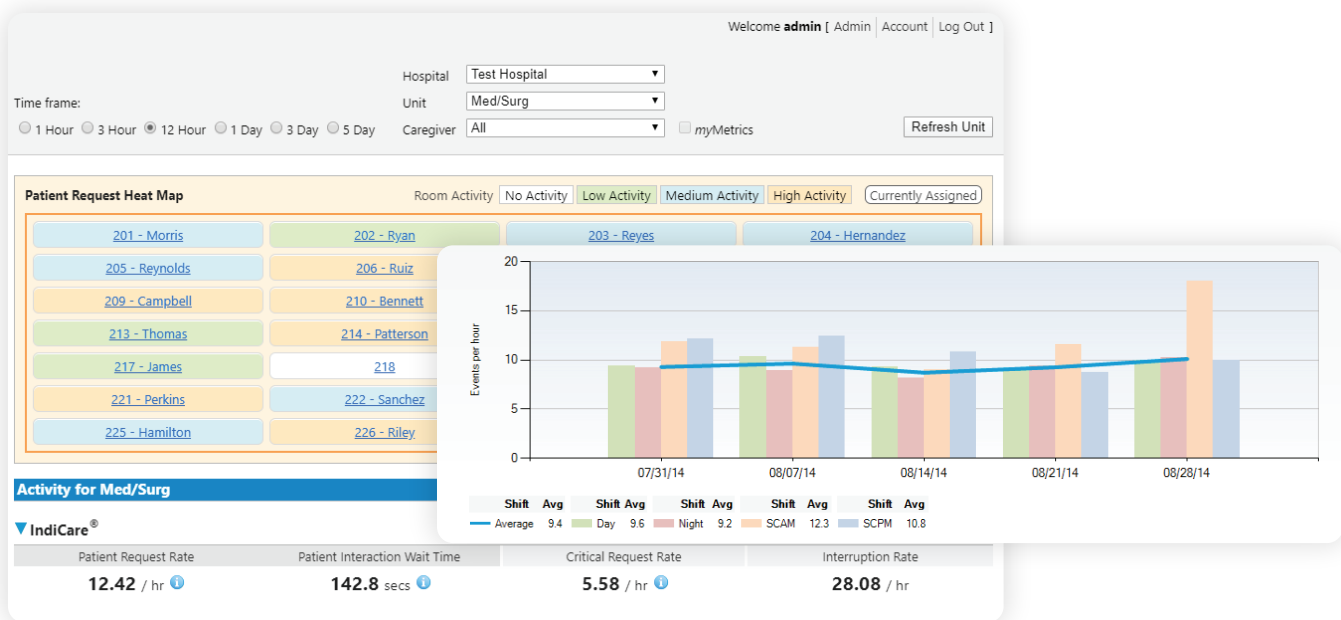 Welcome admin [ Admin | Account | Log Out ]
Hospital Test Hospital
Time frame: Unit Med/Surg
1 Hour 3 Hour 12 Hour 1 Day 3 Day 5 Day Caregiver All myMetrics Refresh Unit
Patient Request Heat Map Room Activity No Activity Low Activity Medium Activity High Activity Currently Assigned
201 - Morris 202 - Ryan 203 - Reyes 204 - Hernandez
205 - Reynolds 206 - Ruiz
209 - Campbell 210 - Bennett
213 - Thomas 214 - Patterson
217 - James 218
221 - Perkins 222 - Sanchez
225 - Hamilton 226 - Riley
Events per hour
20
15
10
5
0
07/31/14 08/07/14 08/14/14 08/21/14 08/28/14
Shift Avg Shift Avg Shift Avg Shift Avg Shift Avg
Average 9.4 Day 9.6 Night 9.2 SCAM 12.3 SCPM 10.8
Activity for Med/Surg
IndiCare®
Patient Request Rate Patient Interaction Wait Time Critical Request Rate Interruption Rate
12.42 / hr 142.8 secs 5.58 / hr 28.08 / hr